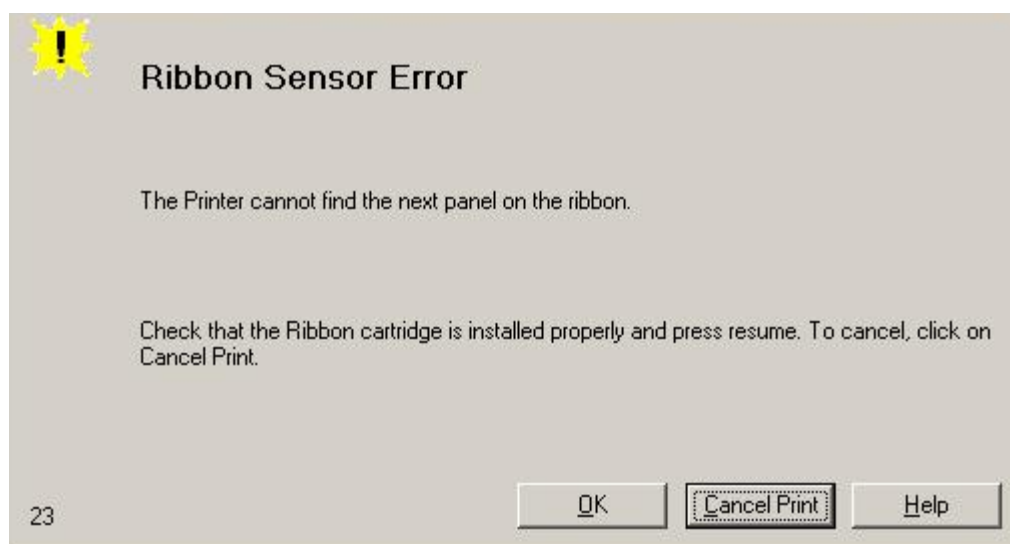 !
Ribbon Sensor Error
The Printer cannot find the next panel on the ribbon.
Check that the Ribbon cartridge is installed properly and press resume. To cancel, click on
Cancel Print.
23
OK
Cancel Print
Help